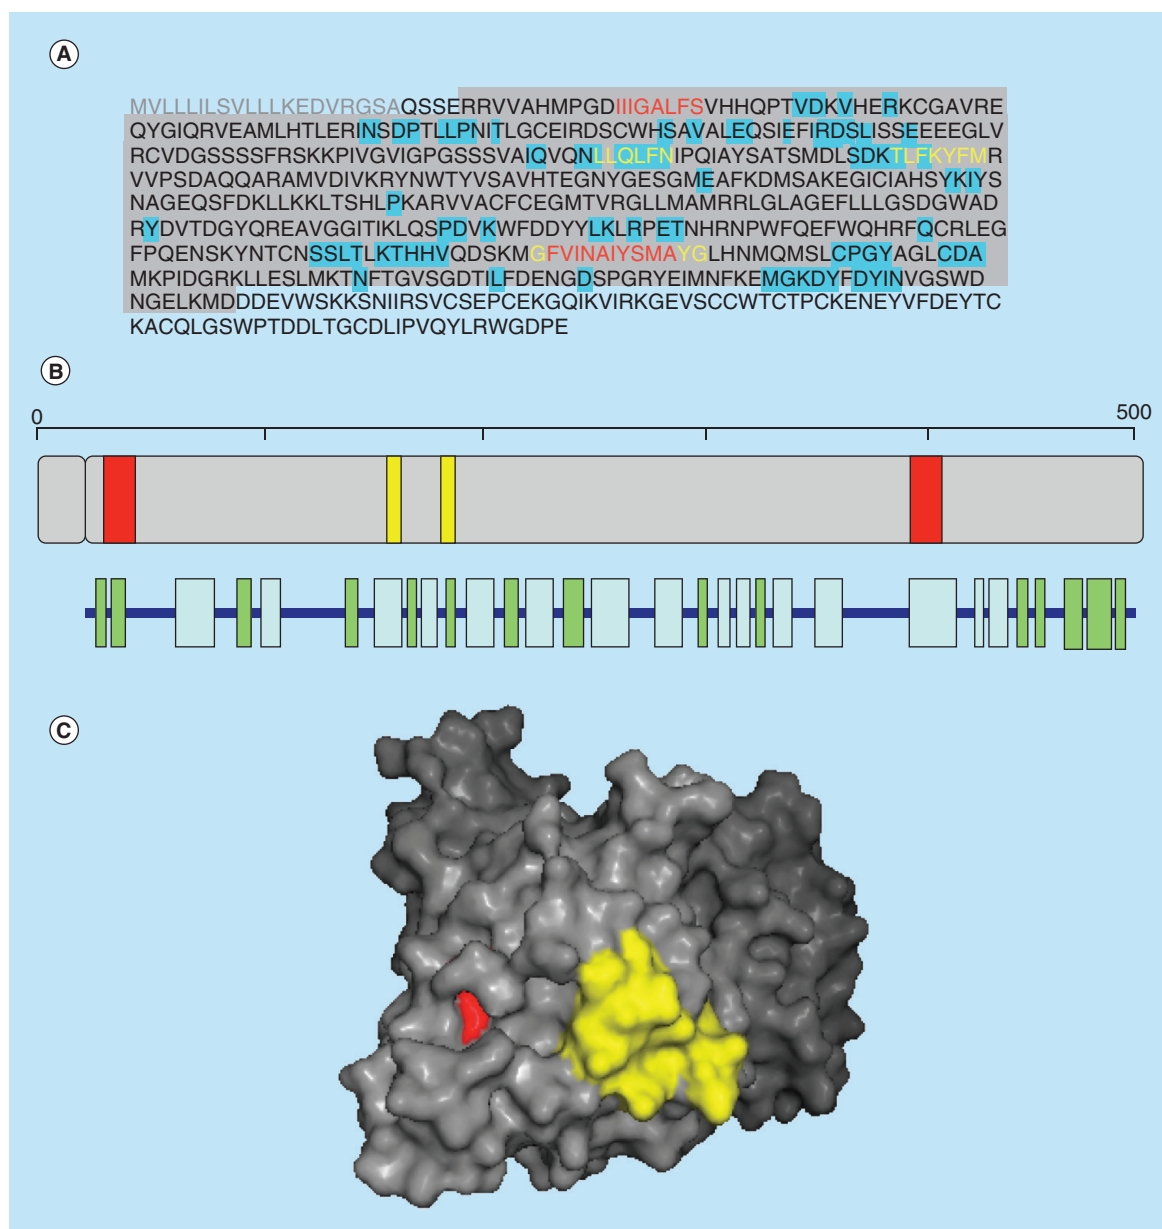 A
MVLLLILSVLLLKEDVRGSAQSSERRVVAHMPGDIIIGALFSVHHQPTVDKVHERKCGAVRE
QYGIQRVEAMLHTLERINSDPTLLPNITLGCEIRDSCWHSAVALEQSIEFIRDSLISSEEEEGLV
RCVDGSSSSFRSKKPIVGVIGPGSSSVAIQVQNLLQLFNIPQIAYSATSMDLSDKTLFKYFMR
VVPSDAQQARAMVDIVKRYNWTYVSAVHTEGNYGESGMEAFKDMSAKEGICIAHSYKIYS
NAGEQSFDKLLKKLTSHLPKARVVACFCEGMTVRGLLMAMRRLGLAGEFLLLGSDGWAD
RYDVTDGYQREAVGGITIKLQSPDVKWFDDYYLKLRPETNHRNPWFQEFWQHRFQCRLEG
FPQENSKYNTCNSSLTLKTHHVQDSKMGFVINAIYSMAYGLHNMQMSLCPGYAGLCDA
MKPIDGRKLLESLMKTNFTGVSGDTILFDENGDSPGRYEIMNFKEMGKDYFDYINVGSWD
NGELKMDDDEVWSKKSNIIRSVCSEPCEKGQIKVIRKGEVSCCWTCTPCKENEYVFDEYTC
KACQLGSWPTDDLTGCDLIPVQYLRWGDPE
B
0 500
C